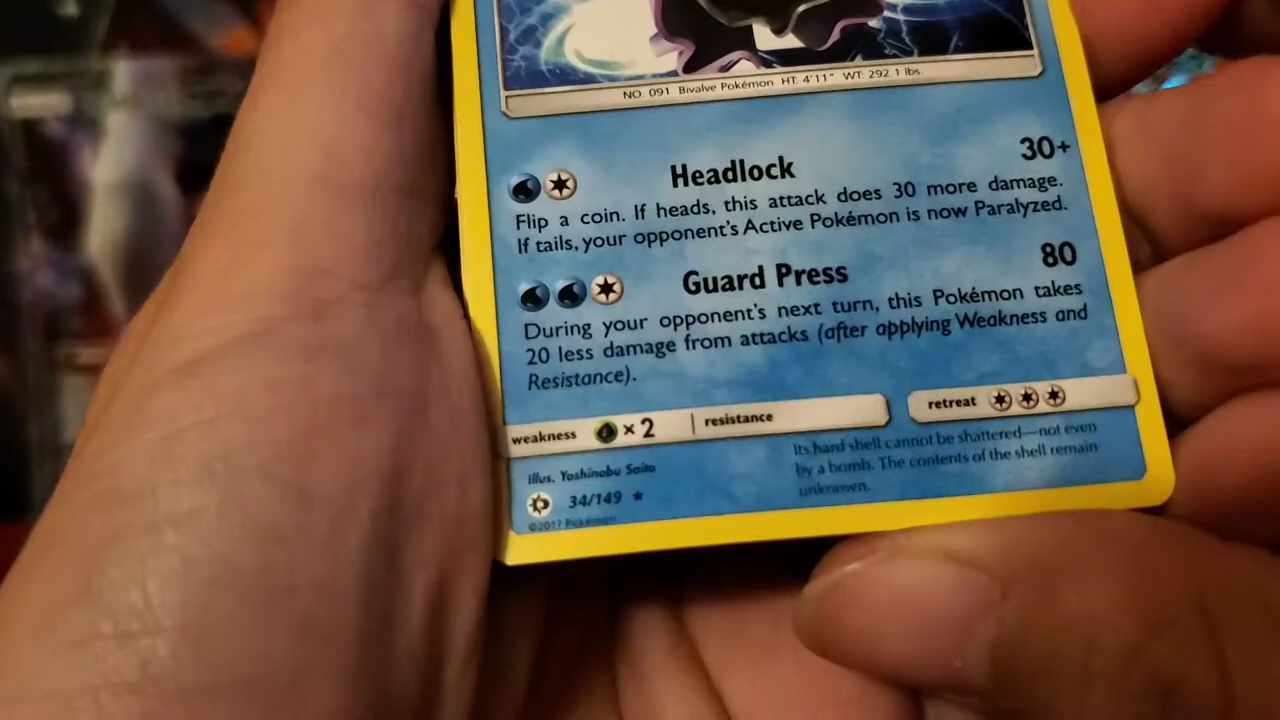 NO. 091 Bivalve Pokémon HT: 4'11" WT: 292.1 lbs.
Headlock 30+
Flip a coin. If heads, this attack does 30 more damage.
If tails, your opponent's Active Pokémon is now Paralyzed.
Guard Press 80
During your opponent's next turn, this Pokémon takes
20 less damage from attacks (after applying Weakness and
Resistance).
weakness ×2 resistance retreat
Its hard shell cannot be shattered—not even
by a bomb. The contents of the shell remain
unknown.
Illus. Yoshinobu Saito
34/149 ★
©2017 Pokémon